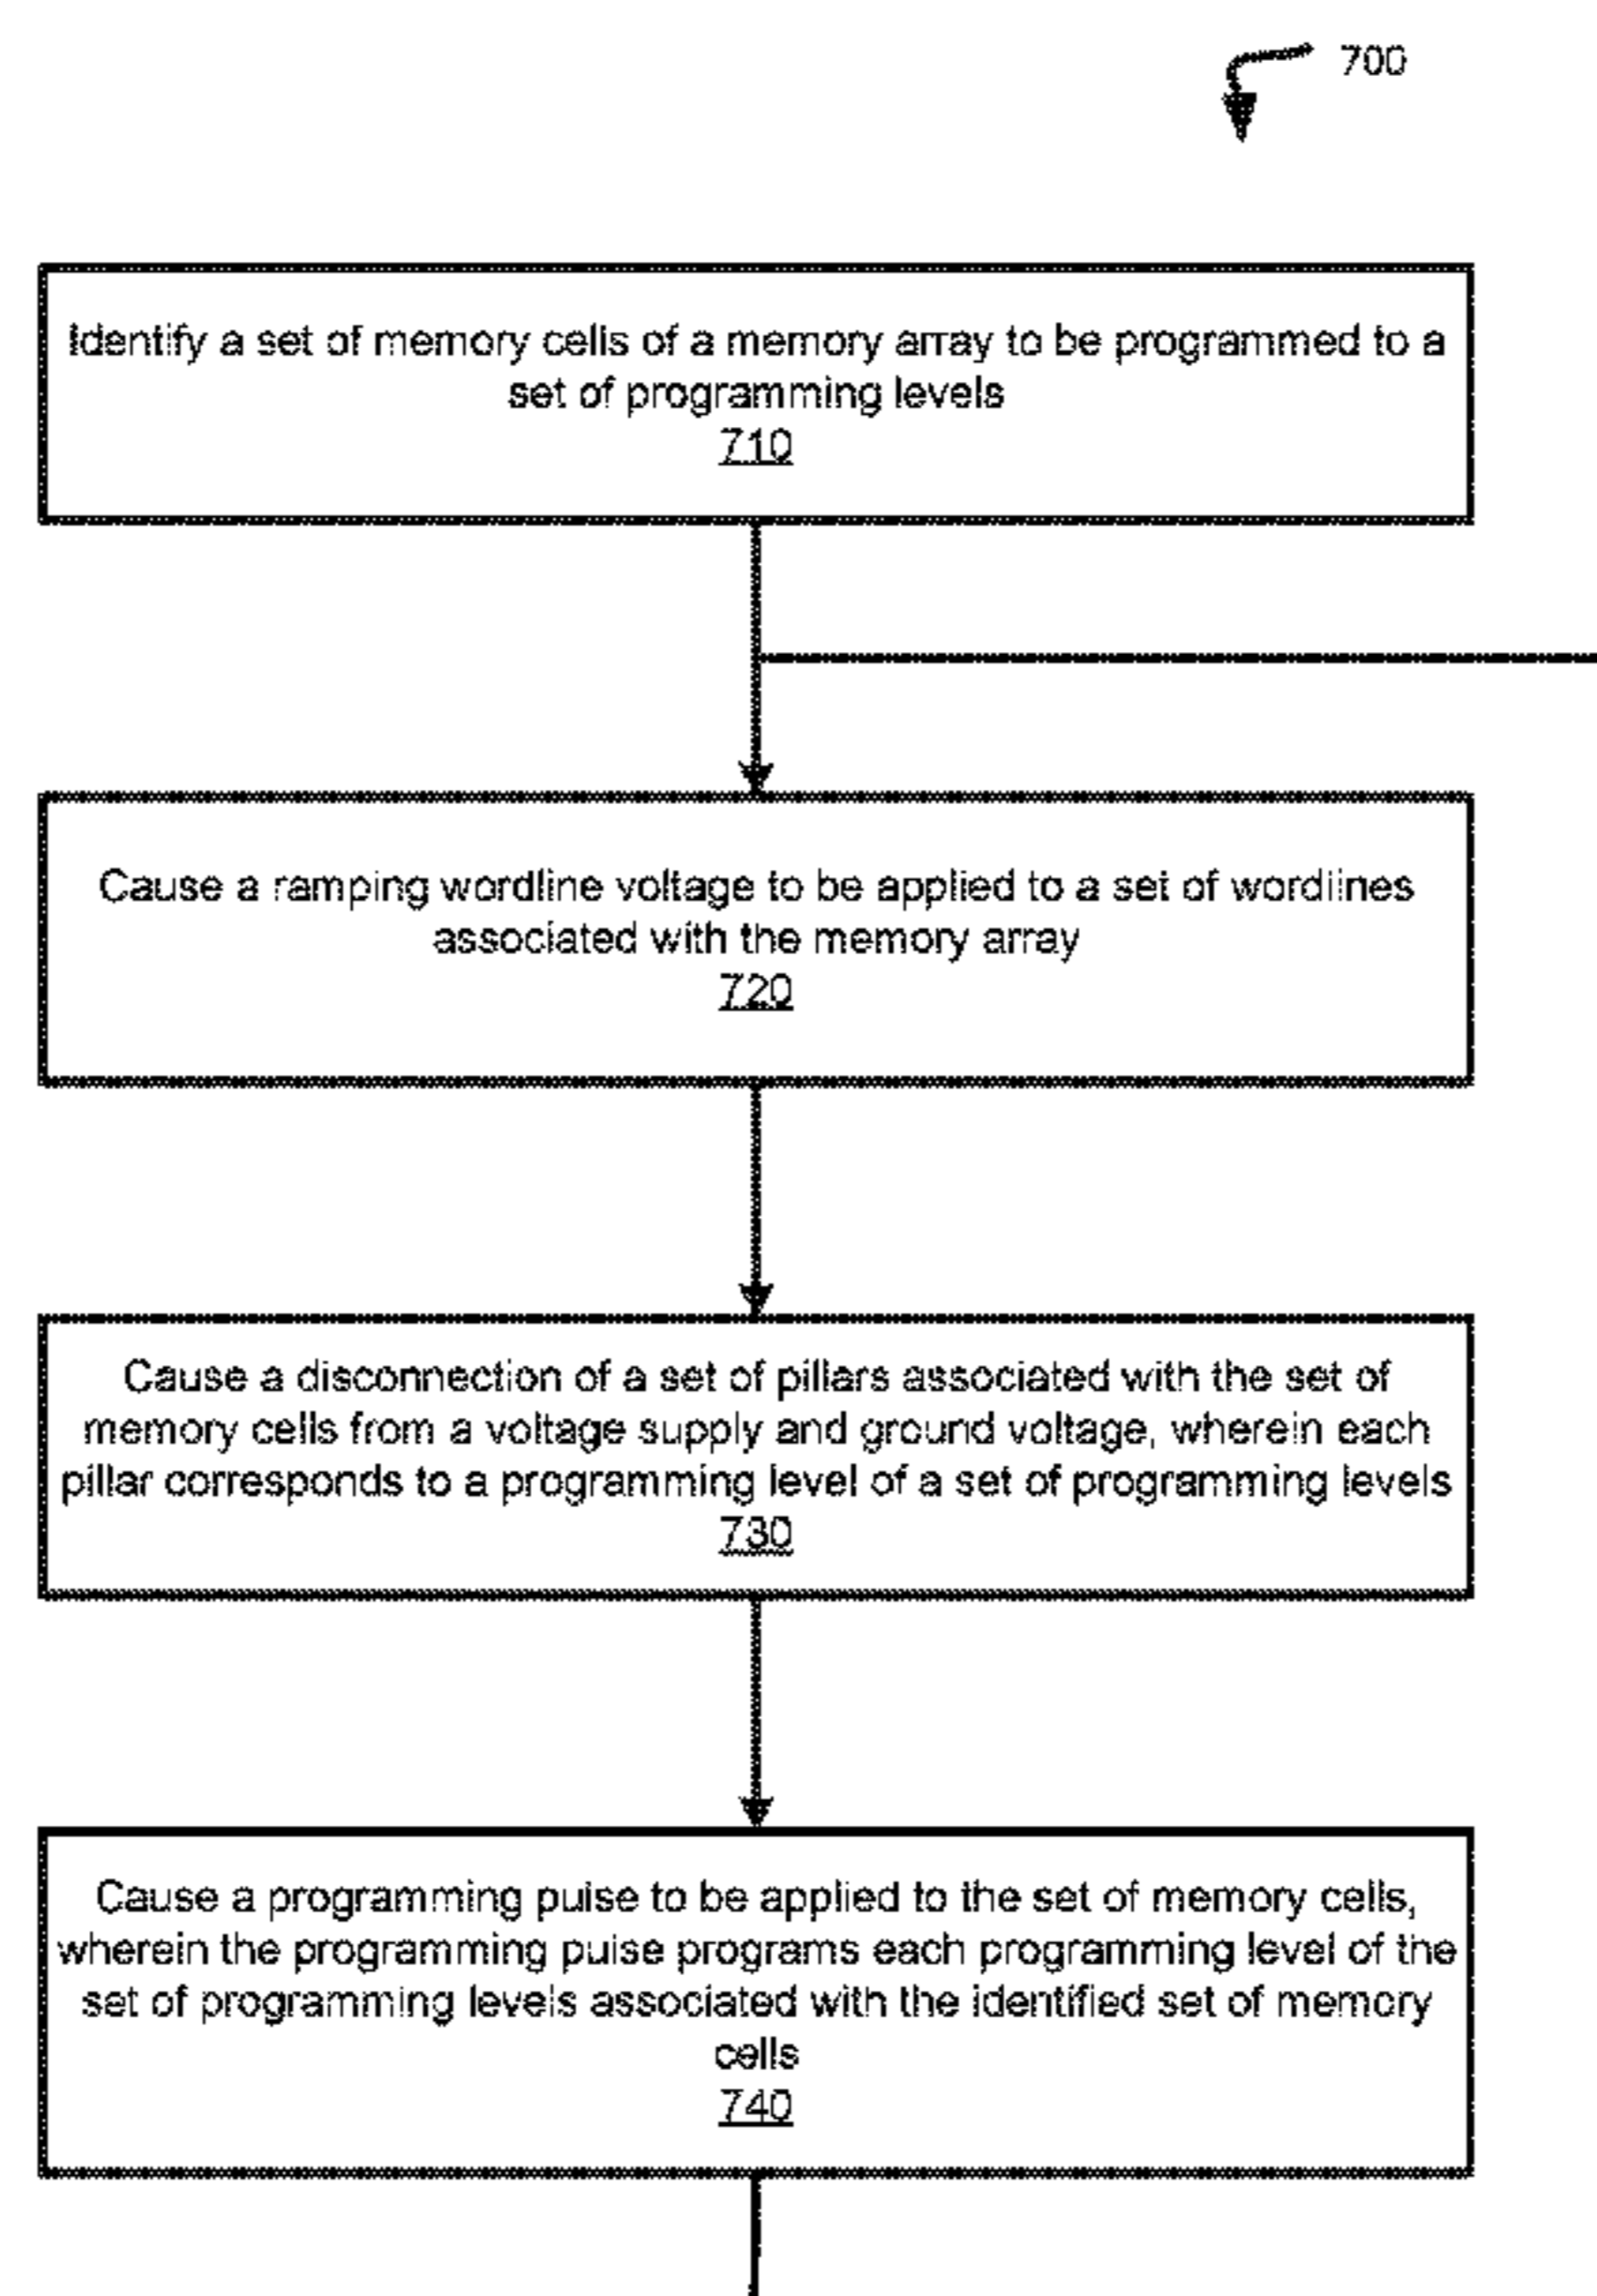 700
Identify a set of memory cells of a memory array to be programmed to a
set of programming levels
710
Cause a ramping wordline voltage to be applied to a set of wordlines
associated with the memory array
720
Cause a disconnection of a set of pillars associated with the set of
memory cells from a voltage supply and ground voltage, wherein each
pillar corresponds to a programming level of a set of programming levels
730
Cause a programming pulse to be applied to the set of memory cells,
wherein the programming pulse programs each programming level of the
set of programming levels associated with the identified set of memory
cells
740